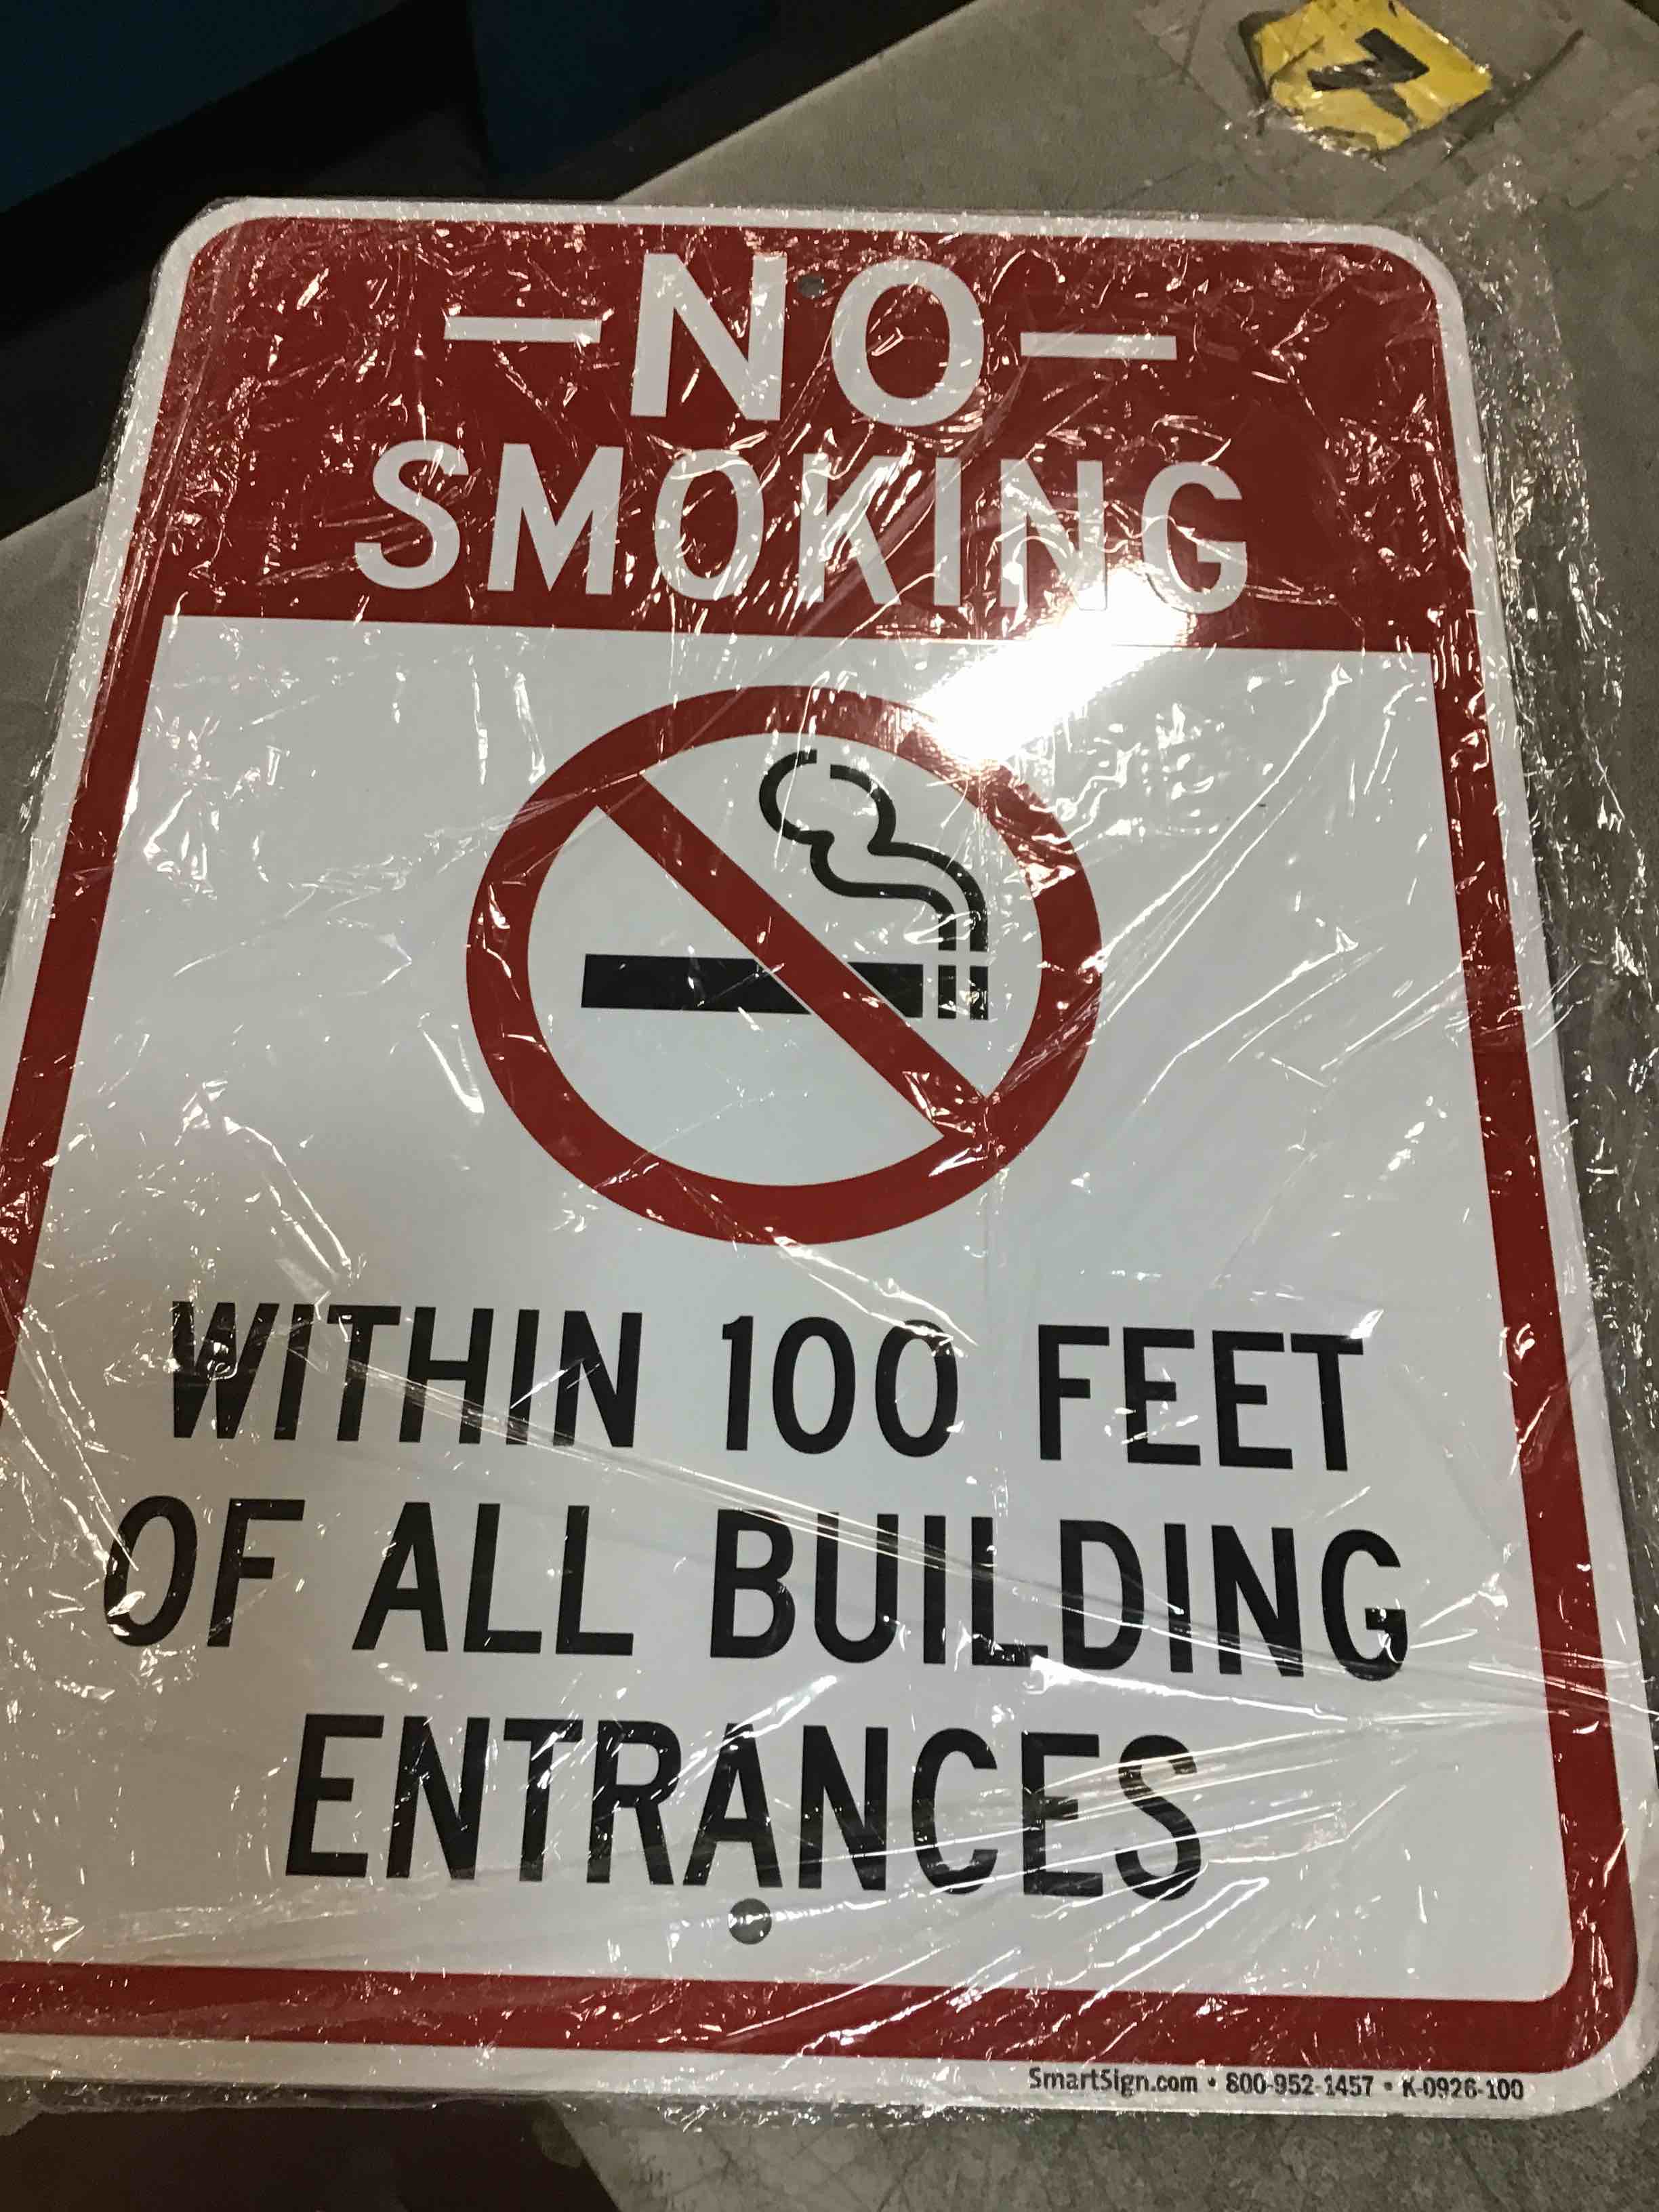 —NO—
SMOKING
WITHIN 100 FEET
OF ALL BUILDING
ENTRANCES
SmartSign.com • 800-952-1457 • K-0926-100